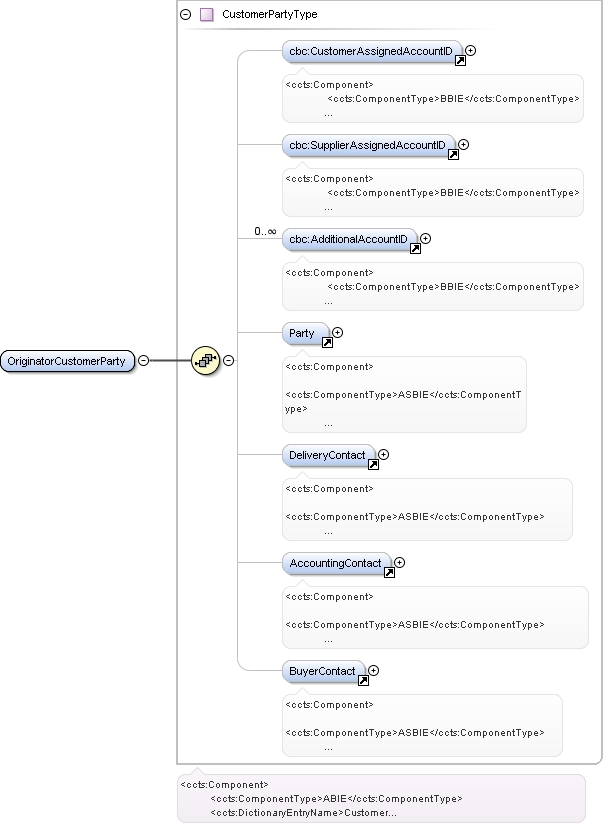 CustomerPartyType
cbc:CustomerAssignedAccountID
<ccts:Component>
<ccts:ComponentType>BBIE</ccts:ComponentType>
...
cbc:SupplierAssignedAccountID
<ccts:Component>
<ccts:ComponentType>BBIE</ccts:ComponentType>
...
0..∞
cbc:AdditionalAccountID
<ccts:Component>
<ccts:ComponentType>BBIE</ccts:ComponentType>
...
Party
<ccts:Component>
<ccts:ComponentType>ASBIE</ccts:ComponentT
ype>
...
OriginatorCustomerParty
DeliveryContact
<ccts:Component>
<ccts:ComponentType>ASBIE</ccts:ComponentType>
...
AccountingContact
<ccts:Component>
<ccts:ComponentType>ASBIE</ccts:ComponentType>
...
BuyerContact
<ccts:Component>
<ccts:ComponentType>ASBIE</ccts:ComponentType>
...
<ccts:Component>
<ccts:ComponentType>ABIE</ccts:ComponentType>
<ccts:DictionaryEntryName>Customer...